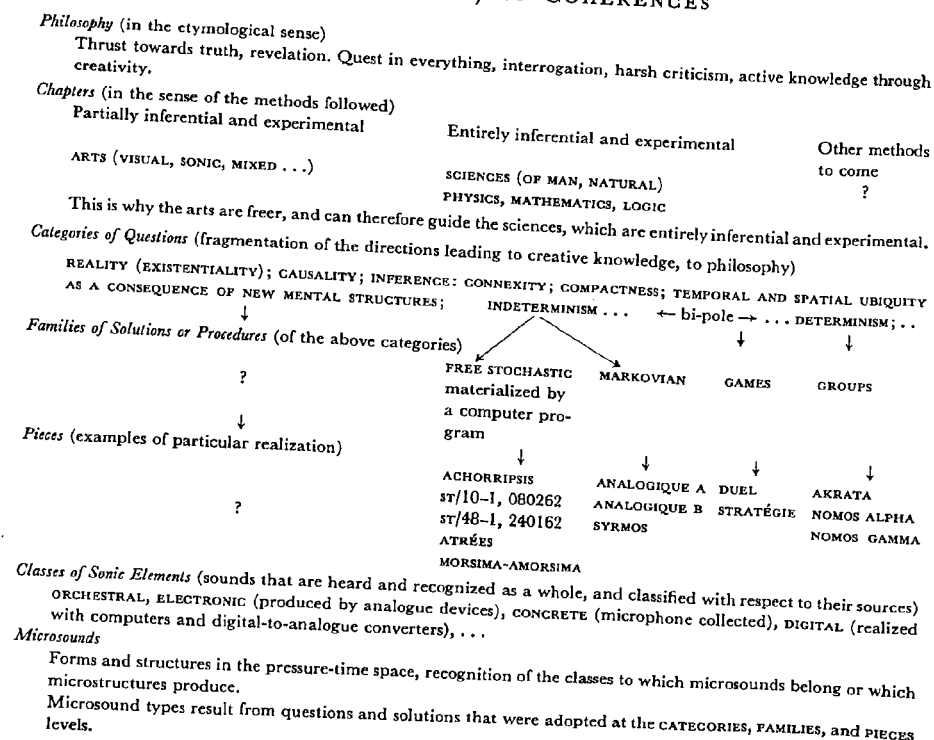 COHERENCES
Philosophy (in the etymological sense)
Thrust towards truth, revelation. Quest in everything, interrogation, harsh criticism, active knowledge through
creativity.
Chapters (in the sense of the methods followed)
Partially inferential and experimental
Entirely inferential and experimental
Other methods
to come
ARTS (VISUAL, SONIC, MIXED . . .)
SCIENCES (OF MAN, NATURAL)
?
PHYSICS, MATHEMATICS, LOGIC
This is why the arts are freer, and can therefore guide the sciences, which are entirely inferential and experimental.
Categories of Questions (fragmentation of the directions leading to creative knowledge, to philosophy)
REALITY (EXISTENTIALITY); CAUSALITY; INFERENCE: CONNEXITY; COMPACTNESS; TEMPORAL AND SPATIAL UBIQUITY
AS A CONSEQUENCE OF NEW MENTAL STRUCTURES; INDETERMINISM . . . ← bi-pole → . . . DETERMINISM; . .
↓ ↓ ↓
Families of Solutions or Procedures (of the above categories)
? FREE STOCHASTIC MARKOVIAN GAMES GROUPS
materialized by
a computer pro-
gram
↓
Pieces (examples of particular realization)
↓ ↓ ↓ ↓
? ACHORRIPSIS ANALOGIQUE A DUEL AKRATA
ST/10-1, 080262 ANALOGIQUE B STRATÉGIE NOMOS ALPHA
ST/48-1, 240162 SYRMOS NOMOS GAMMA
ATRÉES
MORSIMA-AMORSIMA
Classes of Sonic Elements (sounds that are heard and recognized as a whole, and classified with respect to their sources)
ORCHESTRAL, ELECTRONIC (produced by analogue devices), CONCRETE (microphone collected), DIGITAL (realized
with computers and digital-to-analogue converters), . . .
Microsounds
Forms and structures in the pressure-time space, recognition of the classes to which microsounds belong or which
microstructures produce.
Microsound types result from questions and solutions that were adopted at the CATEGORIES, FAMILIES, and PIECES
levels.